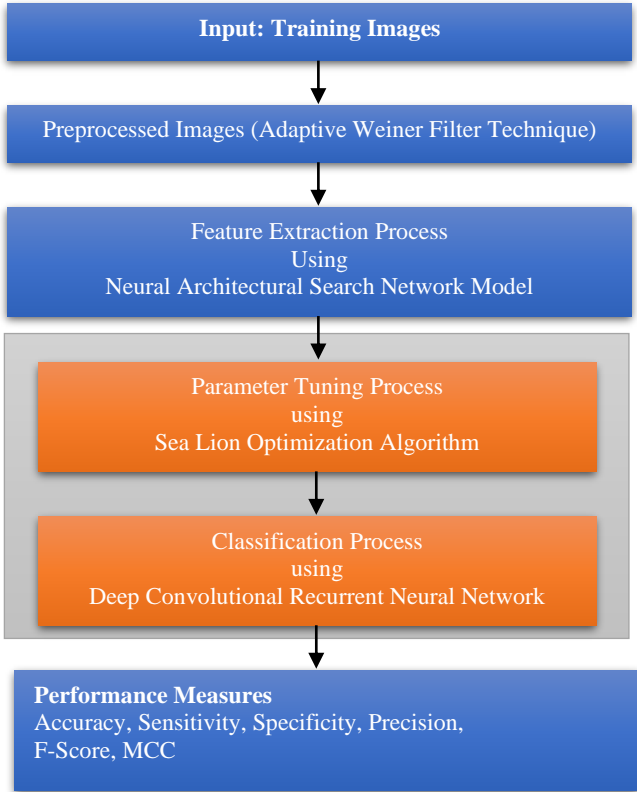 Input: Training Images
Preprocessed Images (Adaptive Weiner Filter Technique)
Feature Extraction Process
Using
Neural Architectural Search Network Model
Parameter Tuning Process
using
Sea Lion Optimization Algorithm
Classification Process
using
Deep Convolutional Recurrent Neural Network
Performance Measures
Accuracy, Sensitivity, Specificity, Precision,
F-Score, MCC